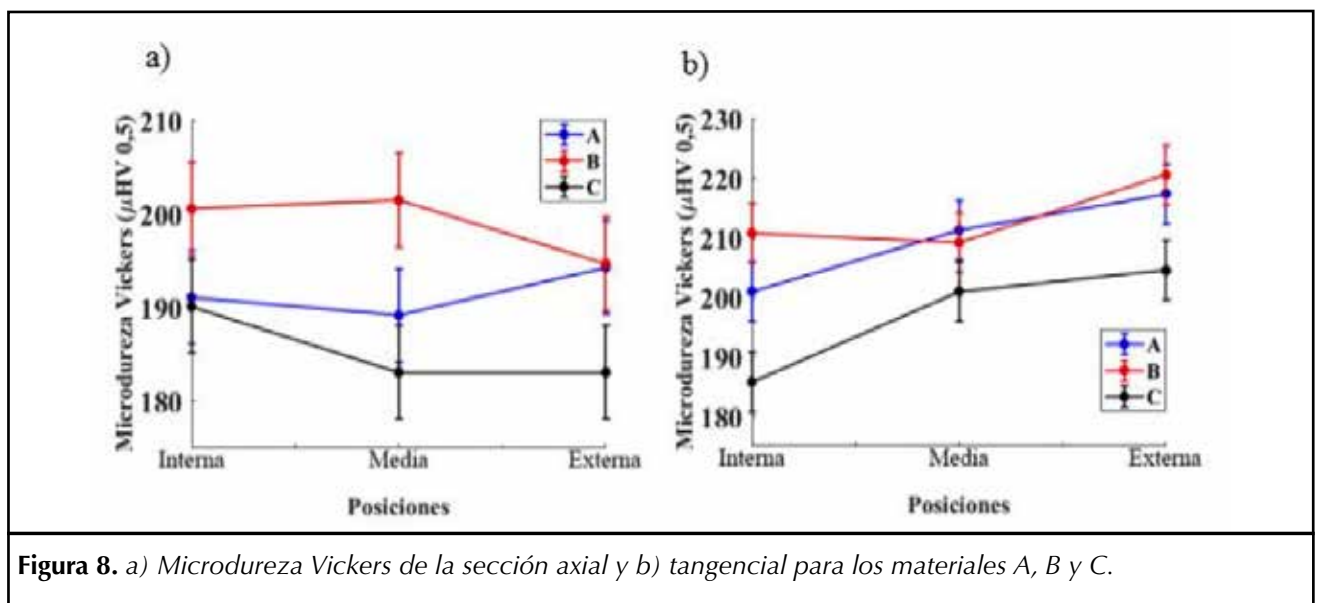 a)
Microdureza Vickers (μHV 0,5)
210
200
190
180
A
B
C
Interna
Media
Externa
Posiciones
b)
Microdureza Vickers (μHV 0,5)
230
220
210
200
190
180
A
B
C
Interna
Media
Externa
Posiciones
Figura 8. a) Microdureza Vickers de la sección axial y b) tangencial para los materiales A, B y C.